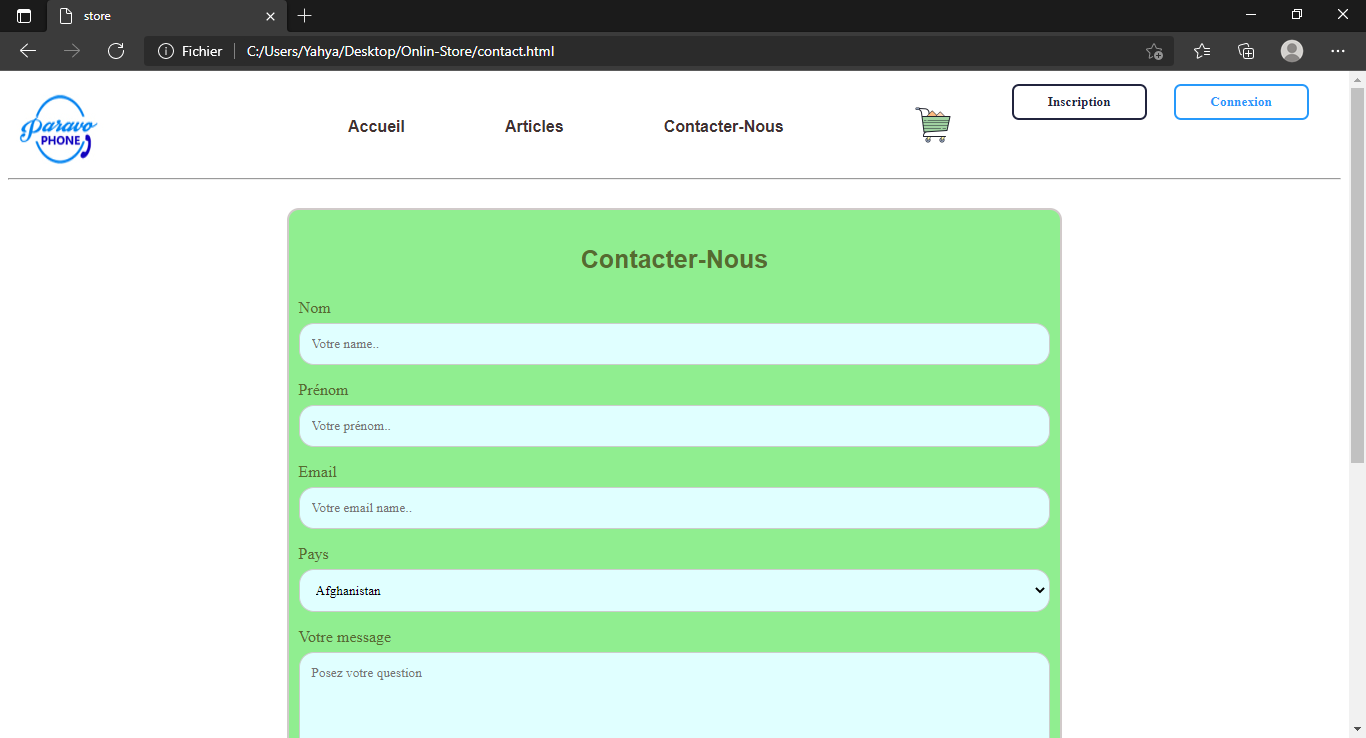 store
Fichier
C:/Users/Yahya/Desktop/Onlin-Store/contact.html
Paravo
PHONE
Accueil
Articles
Contacter-Nous
Inscription
Connexion
Contacter-Nous
Nom
Votre name..
Prénom
Votre prénom..
Email
Votre email name..
Pays
Afghanistan
Votre message
Posez votre question